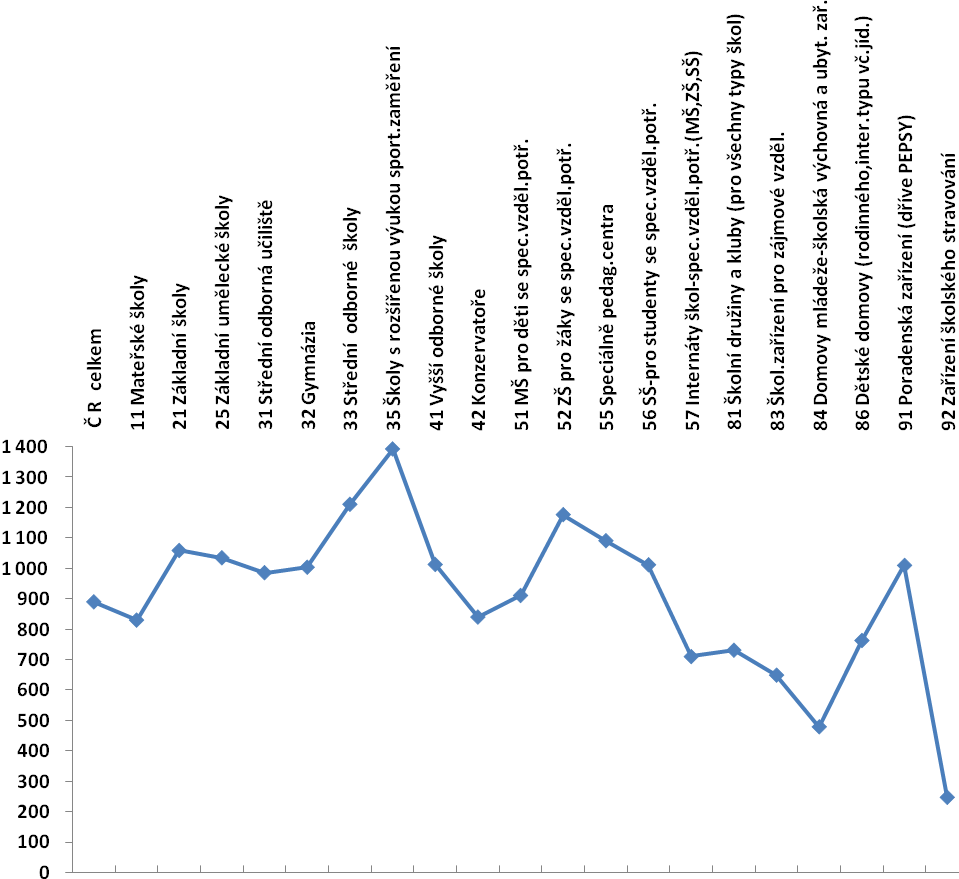 Č R  celkem
11 Mateřské školy
21 Základní školy
25 Základní umělecké školy
31 Střední odborná učiliště
32 Gymnázia
33 Střední  odborné  školy
35 Školy s rozšířenou výukou sport.zaměření
41 Vyšší odborné školy
42 Konzervatoře
51 MŠ pro děti se spec.vzděl.potř.
52 ZŠ pro žáky se spec.vzděl.potř.
55 Speciálně pedag.centra
56 SŠ-pro studenty se spec.vzděl.potř.
57 Internáty škol-spec.vzděl.potř.(MŠ,ZŠ,SŠ)
81 Školní družiny a kluby (pro všechny typy škol)
83 Škol.zařízení pro zájmové vzděl.
84 Domovy mládeže-školská výchovná a ubyt. zař.
86 Dětské domovy (rodinného,inter.typu vč.jíd.)
91 Poradenská zařízení (dříve PEPSY)
92 Zařízení školského stravování
1 400
1 300
1 200
1 100
1 000
900
800
700
600
500
400
300
200
100
0